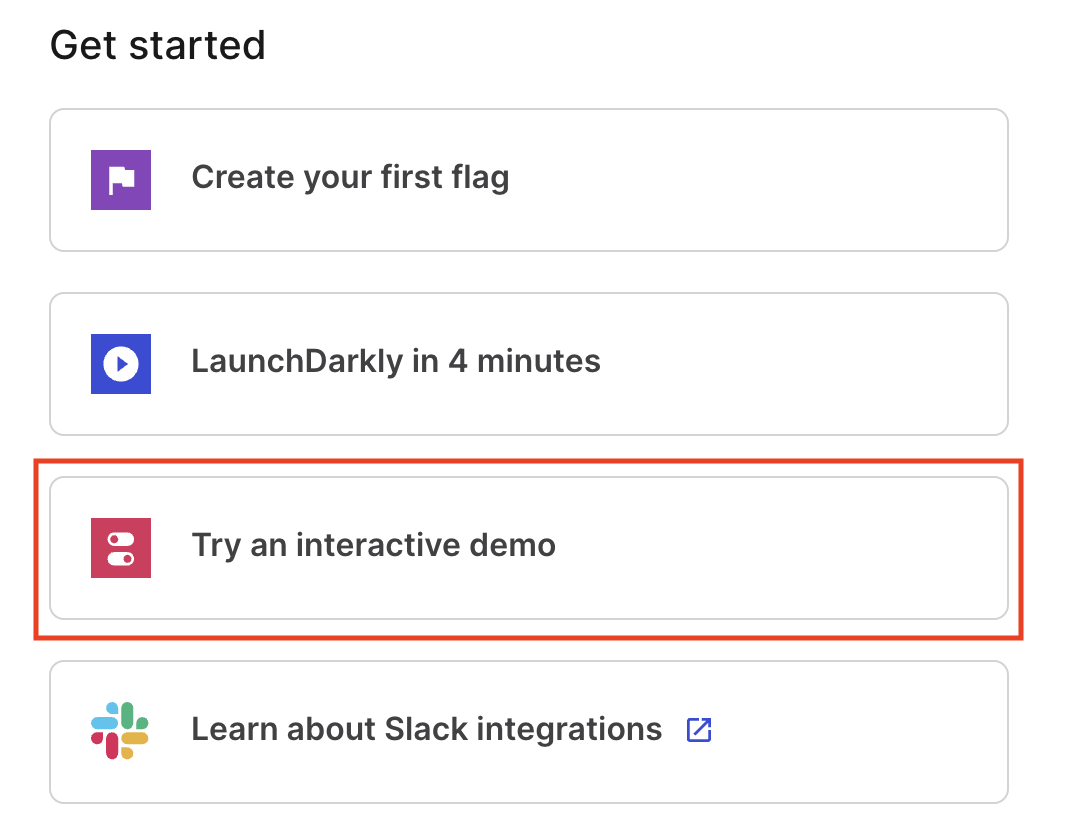 Get started
Create your first flag
LaunchDarkly in 4 minutes
Try an interactive demo
Learn about Slack integrations